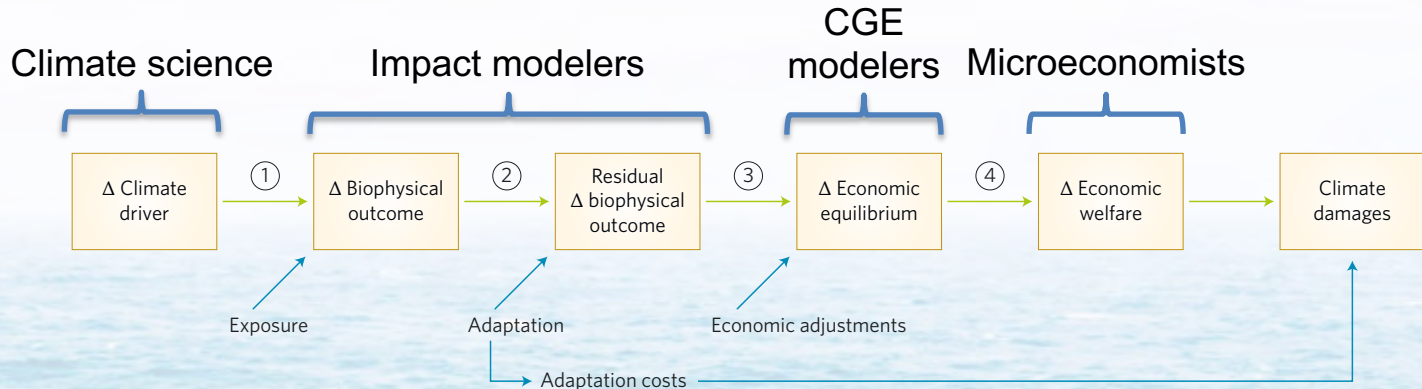 Climate science
Impact modelers
CGE
modelers
Microeconomists
Δ Climate
driver
①
Δ Biophysical
outcome
②
Residual
Δ biophysical
outcome
③
Δ Economic
equilibrium
④
Δ Economic
welfare
Climate
damages
Exposure
Adaptation
Economic adjustments
Adaptation costs